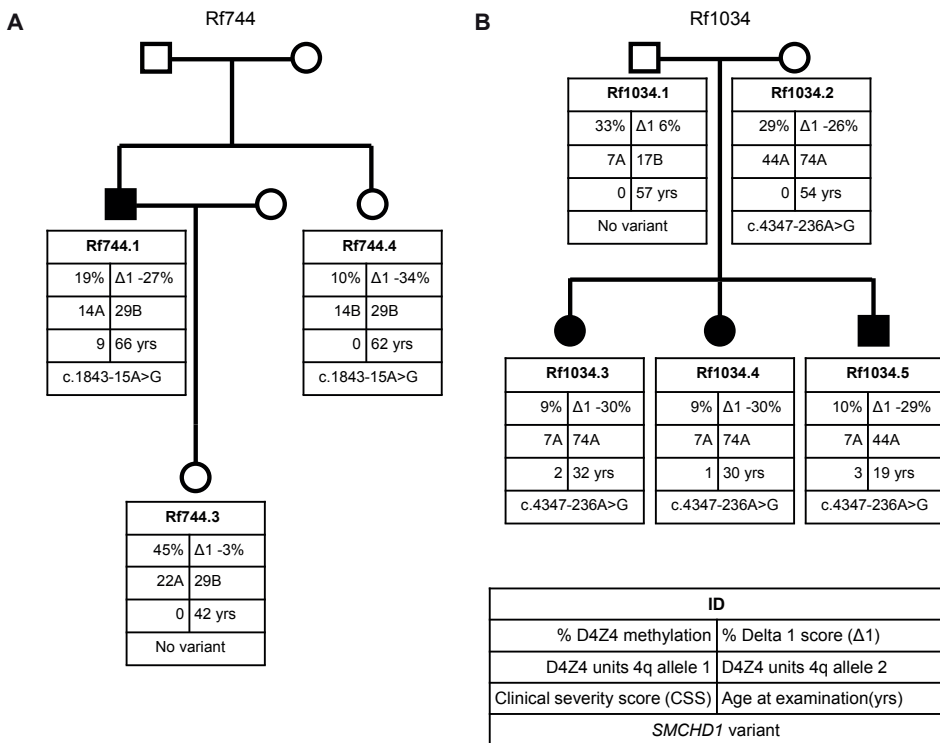 A
Rf744
Rf744.1
19% Δ1 -27%
14A 29B
9 66 yrs
c.1843-15A>G
Rf744.4
10% Δ1 -34%
14B 29B
0 62 yrs
c.1843-15A>G
Rf744.3
45% Δ1 -3%
22A 29B
0 42 yrs
No variant
B
Rf1034
Rf1034.1
33% Δ1 6%
7A 17B
0 57 yrs
No variant
Rf1034.2
29% Δ1 -26%
44A 74A
0 54 yrs
c.4347-236A>G
Rf1034.3
9% Δ1 -30%
7A 74A
2 32 yrs
c.4347-236A>G
Rf1034.4
9% Δ1 -30%
7A 74A
1 30 yrs
c.4347-236A>G
Rf1034.5
10% Δ1 -29%
7A 44A
3 19 yrs
c.4347-236A>G
ID
% D4Z4 methylation % Delta 1 score (Δ1)
D4Z4 units 4q allele 1 D4Z4 units 4q allele 2
Clinical severity score (CSS) Age at examination(yrs)
SMCHD1 variant